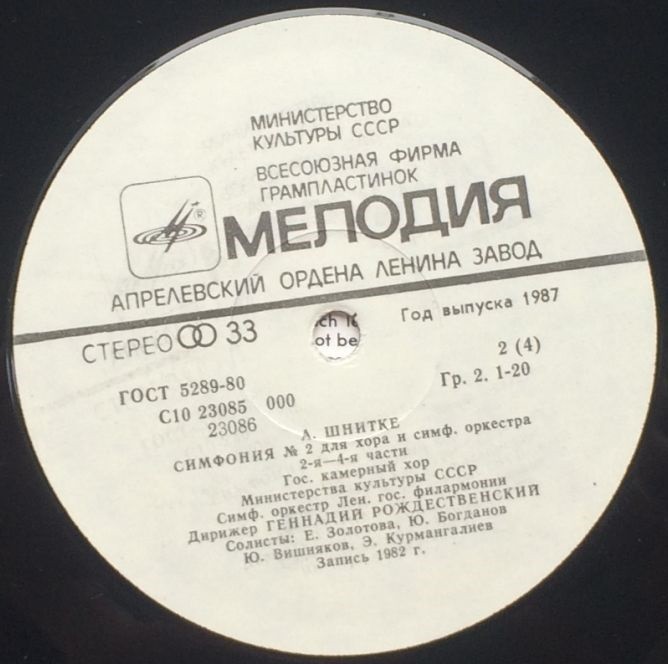 МИНИСТЕРСТВО
КУЛЬТУРЫ СССР
ВСЕСОЮЗНАЯ ФИРМА
ГРАМПЛАСТИНОК
®
МЕЛОДИЯ
АПРЕЛЕВСКИЙ ОРДЕНА ЛЕНИНА ЗАВОД
СТЕРЕО 33
Год выпуска 1987
ot be
ГОСТ 5289-80
2 (4)
С10 23085 000
Гр. 2. 1-20
23086
А. ШНИТКЕ
СИМФОНИЯ № 2 для хора и симф. оркестра
2-я—4-я части
Гос. камерный хор
Министерства культуры СССР
Симф. оркестр Лен. гос. филармонии
Дирижер ГЕННАДИЙ РОЖДЕСТВЕНСКИЙ
Солисты: Е. Золотова, Ю. Богданов
Ю. Вишняков, Э. Курмангалиев
Запись 1982 г.